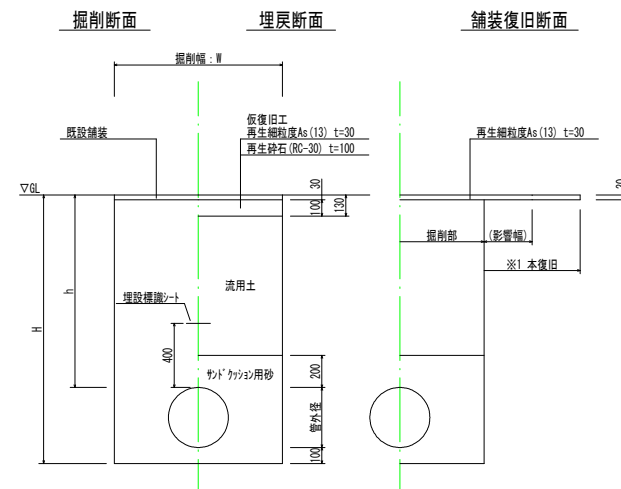 掘削断面
埋戻断面
舗装復旧断面
掘削幅：W
仮復旧工
既設舗装
再生細粒度As(13) t=30
再生砕石(RC-30) t=100
再生細粒度As(13) t=30
▽GL
30
100
130
30
掘削部
(影響幅)
※1 本復旧
流用土
埋設標識シート
h
H
400
サンドクッション用砂
200
管外径
100